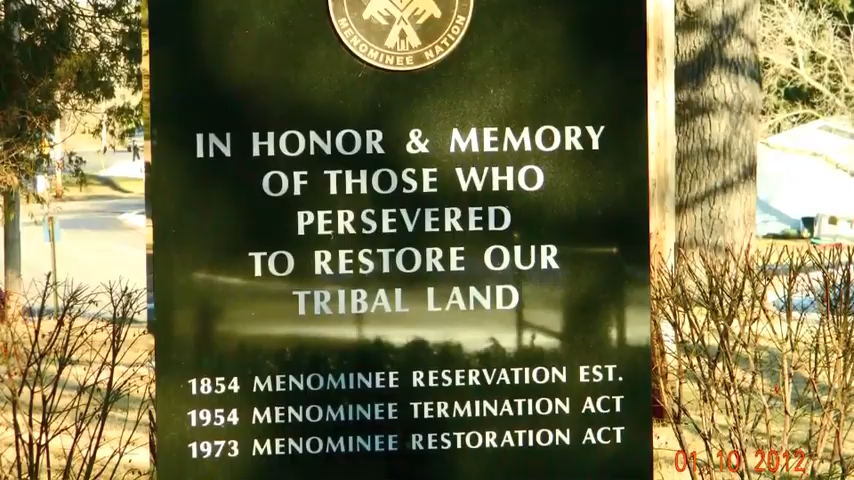 MENOMINEE NATION
IN HONOR & MEMORY
OF THOSE WHO
PERSEVERED
TO RESTORE OUR
TRIBAL LAND
1854 MENOMINEE RESERVATION EST.
1954 MENOMINEE TERMINATION ACT
1973 MENOMINEE RESTORATION ACT
01 10 2012